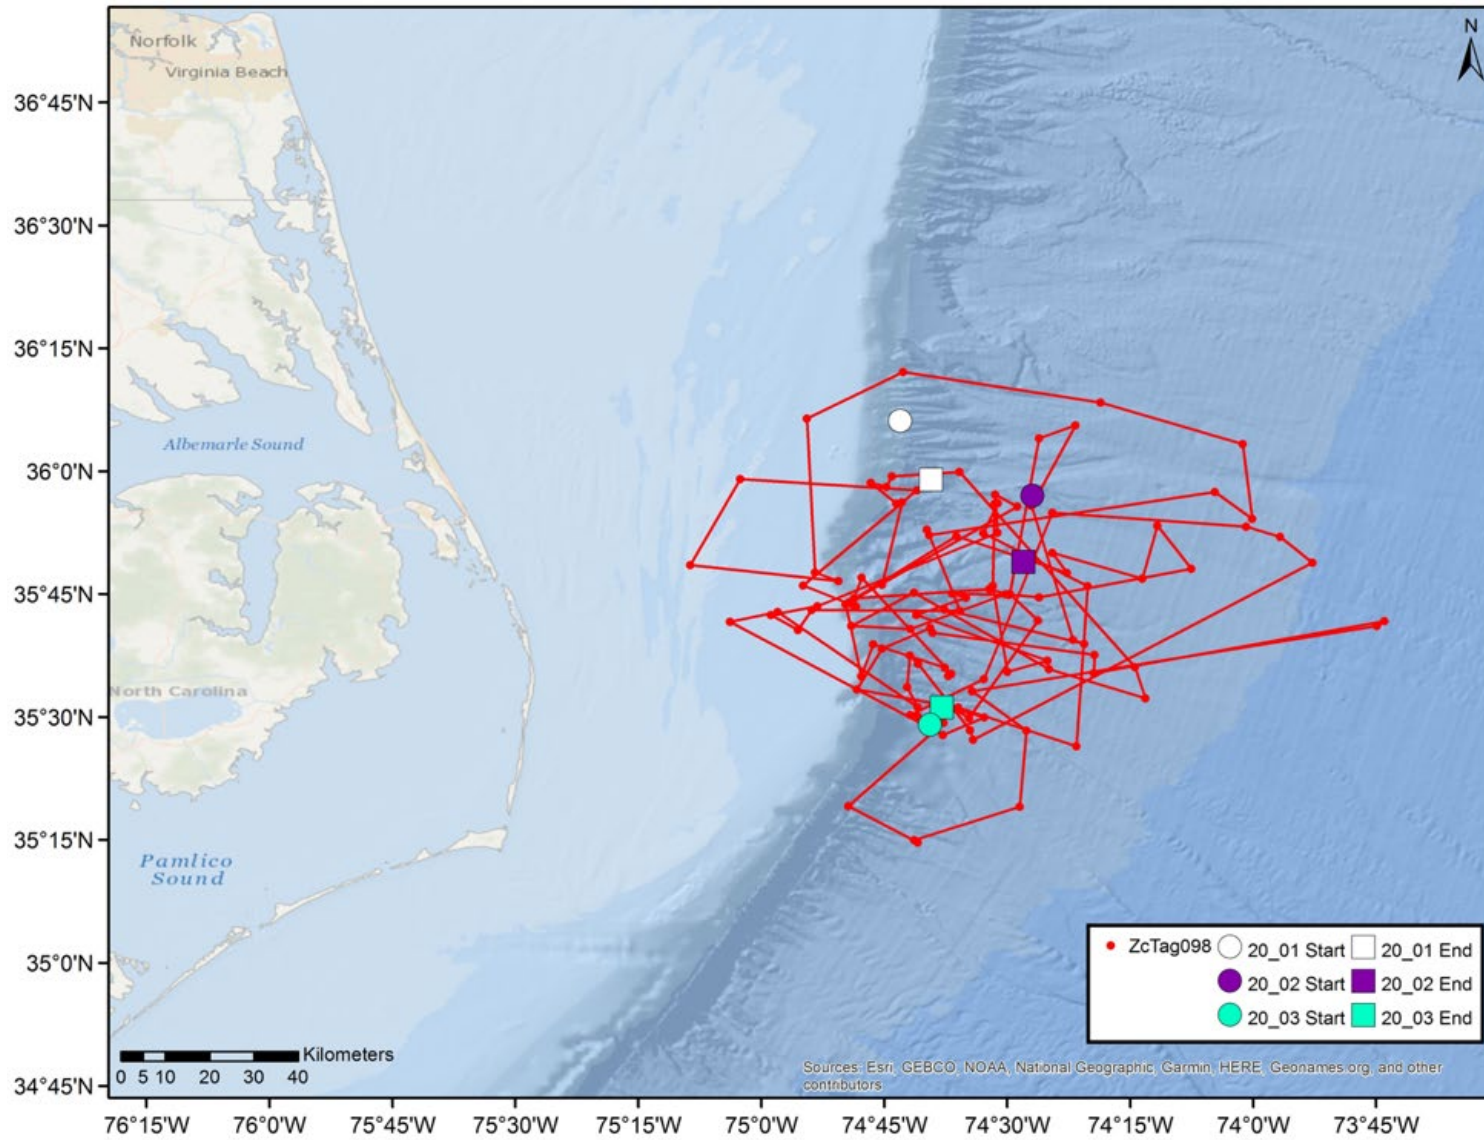 N
Norfolk
Virginia Beach
36°45'N
36°30'N
36°15'N
Albemarle Sound
36°0'N
35°45'N
North Carolina
35°30'N
35°15'N
Pamlico
Sound
35°0'N
34°45'N
ZcTag098 20_01 Start 20_01 End
20_02 Start 20_02 End
20_03 Start 20_03 End
Kilometers
0 5 10 20 30 40
Sources: Esri, GEBCO, NOAA, National Geographic, Garmin, HERE, Geonames.org, and other
contributors
76°15'W 76°0'W 75°45'W 75°30'W 75°15'W 75°0'W 74°45'W 74°30'W 74°15'W 74°0'W 73°45'W